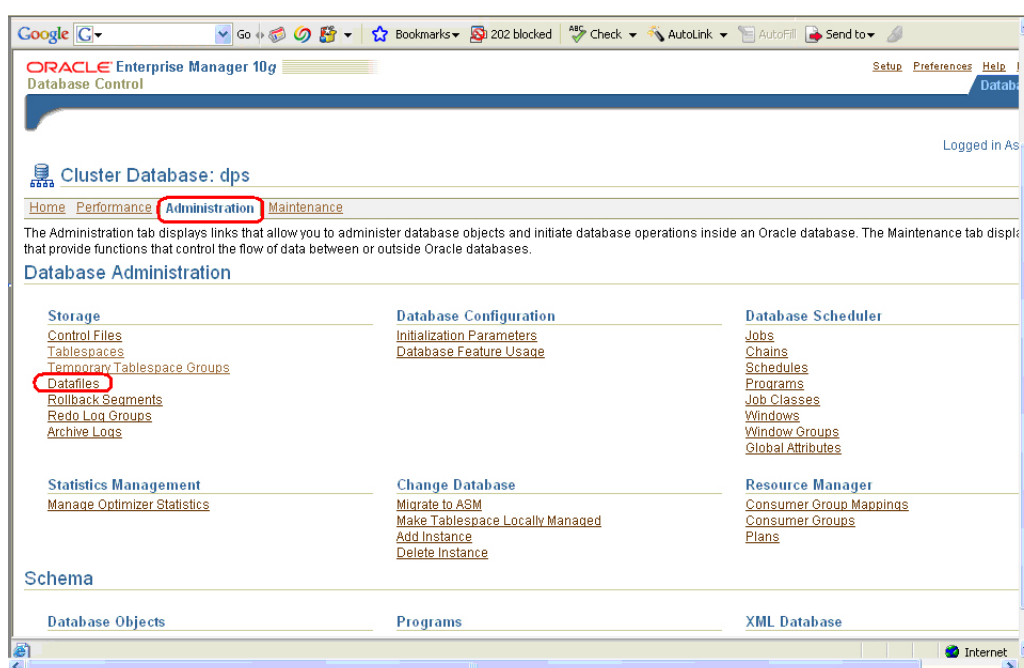 Google G Go Bookmarks 202 blocked ABC Check AutoLink AutoFill Send to
ORACLE Enterprise Manager 10g
Setup Preferences Help
Database Control
Datab
Logged in As
Cluster Database: dps
Home Performance Administration Maintenance
The Administration tab displays links that allow you to administer database objects and initiate database operations inside an Oracle database. The Maintenance tab displa
that provide functions that control the flow of data between or outside Oracle databases.
Database Administration
Storage
Control Files
Tablespaces
Temporary Tablespace Groups
Datafiles
Rollback Segments
Redo Log Groups
Archive Logs
Database Configuration
Initialization Parameters
Database Feature Usage
Database Scheduler
Jobs
Chains
Schedules
Programs
Job Classes
Windows
Window Groups
Global Attributes
Statistics Management
Manage Optimizer Statistics
Change Database
Migrate to ASM
Make Tablespace Locally Managed
Add Instance
Delete Instance
Resource Manager
Consumer Group Mappings
Consumer Groups
Plans
Schema
Database Objects
Programs
XML Database
Internet